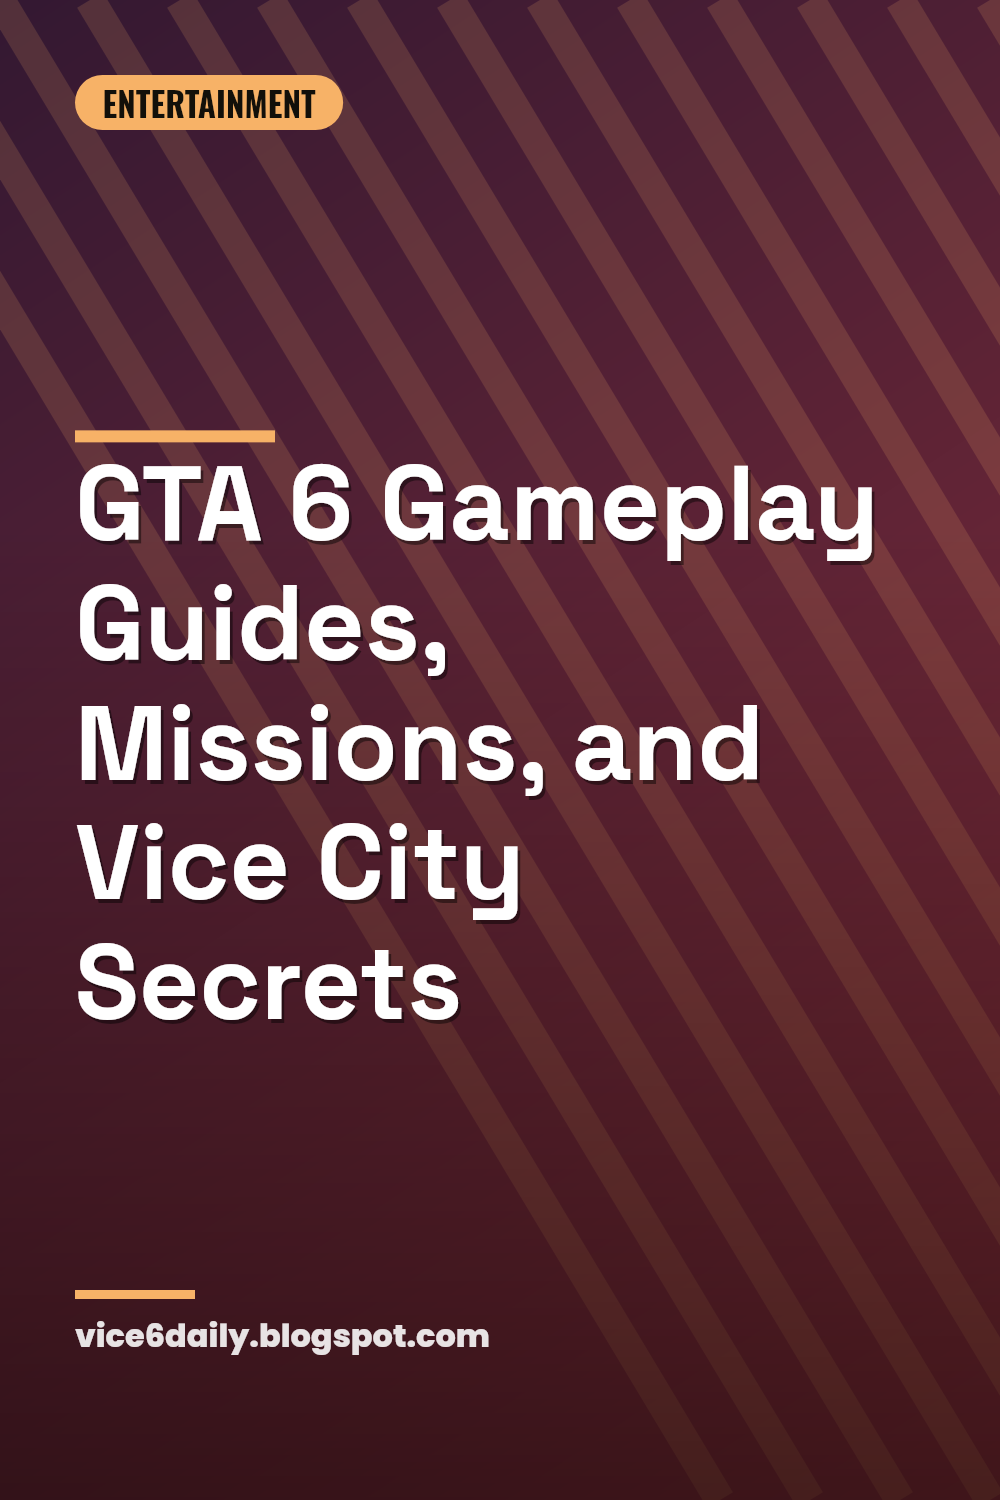 ENTERTAINMENT
GTA 6 Gameplay
Guides,
Missions, and
Vice City
Secrets
vice6daily.blogspot.com